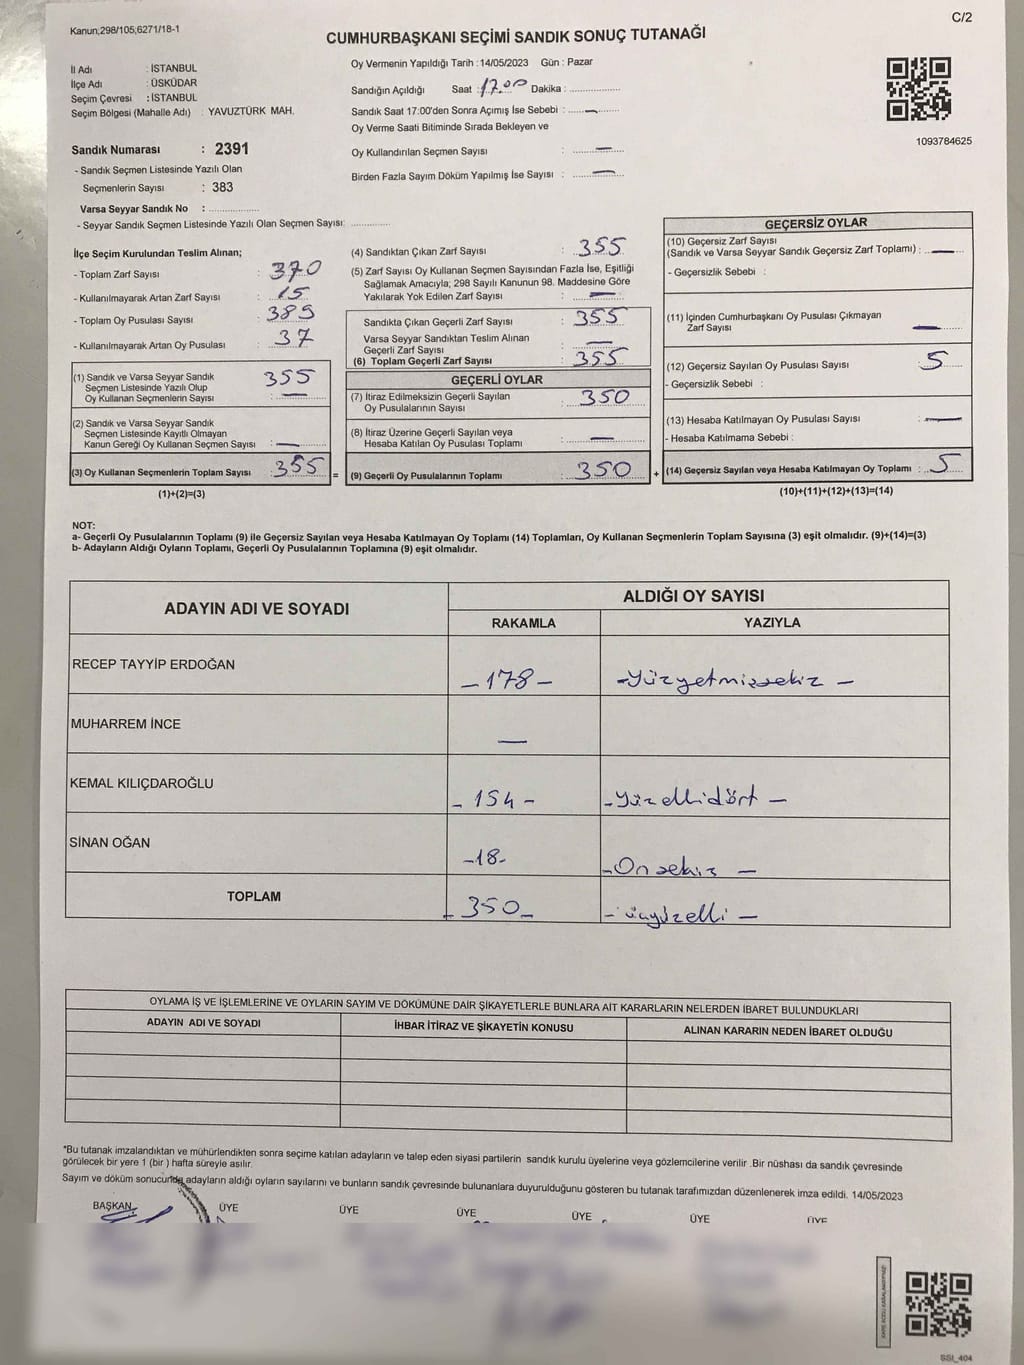 Kanun;298/105;6271/18-1
C/2
CUMHURBAŞKANI SEÇİMİ SANDIK SONUÇ TUTANAĞI
İl Adı : İSTANBUL
İlçe Adı : ÜSKÜDAR
Seçim Çevresi : İSTANBUL
Seçim Bölgesi (Mahalle Adı) : YAVUZTÜRK MAH.
Sandık Numarası : 2391
- Sandık Seçmen Listesinde Yazılı Olan
Seçmenlerin Sayısı : 383
Varsa Seyyar Sandık No :
- Seyyar Sandık Seçmen Listesinde Yazılı Olan Seçmen Sayısı:
Oy Vermenin Yapıldığı Tarih : 14/05/2023 Gün : Pazar
Sandığın Açıldığı Saat : 17.00 Dakika :
Sandık Saat 17:00'den Sonra Açımış İse Sebebi : —
Oy Verme Saati Bitiminde Sırada Bekleyen ve
Oy Kullandırılan Seçmen Sayısı : —
Birden Fazla Sayım Döküm Yapılmış İse Sayısı : —
1093784625
İlçe Seçim Kurulundan Teslim Alınan;
- Toplam Zarf Sayısı : 370
- Kullanılmayarak Artan Zarf Sayısı : 15
- Toplam Oy Pusulası Sayısı : 389
- Kullanılmayarak Artan Oy Pusulası : 37
(1) Sandık ve Varsa Seyyar Sandık 355
Seçmen Listesinde Yazılı Olup
Oy Kullanan Seçmenlerin Sayısı : —
(2) Sandık ve Varsa Seyyar Sandık
Seçmen Listesinde Kayıtlı Olmayan
Kanun Gereği Oy Kullanan Seçmen Sayısı : —
(3) Oy Kullanan Seçmenlerin Toplam Sayısı : 355 =
(1)+(2)=(3)
(4) Sandıktan Çıkan Zarf Sayısı : 355
(5) Zarf Sayısı Oy Kullanan Seçmen Sayısından Fazla İse, Eşitliği
Sağlamak Amacıyla; 298 Sayılı Kanunun 98. Maddesine Göre
Yakılarak Yok Edilen Zarf Sayısı : —
Sandıkta Çıkan Geçerli Zarf Sayısı : 355
Varsa Seyyar Sandıktan Teslim Alınan
Geçerli Zarf Sayısı : —
(6) Toplam Geçerli Zarf Sayısı : 355
GEÇERLİ OYLAR
(7) İtiraz Edilmeksizin Geçerli Sayılan
Oy Pusulalarının Sayısı : 350
(8) İtiraz Üzerine Geçerli Sayılan veya
Hesaba Katılan Oy Pusulası Toplamı : —
(9) Geçerli Oy Pusulalarının Toplamı : 350 +
GEÇERSİZ OYLAR
(10) Geçersiz Zarf Sayısı
(Sandık ve Varsa Seyyar Sandık Geçersiz Zarf Toplamı) : —
- Geçersizlik Sebebi :
(11) İçinden Cumhurbaşkanı Oy Pusulası Çıkmayan
Zarf Sayısı —
(12) Geçersiz Sayılan Oy Pusulası Sayısı : 5
- Geçersizlik Sebebi :
(13) Hesaba Katılmayan Oy Pusulası Sayısı : —
- Hesaba Katılmama Sebebi :
(14) Geçersiz Sayılan veya Hesaba Katılmayan Oy Toplamı : 5
(10)+(11)+(12)+(13)=(14)
NOT:
a- Geçerli Oy Pusulalarının Toplamı (9) ile Geçersiz Sayılan veya Hesaba Katılmayan Oy Toplamı (14) Toplamları, Oy Kullanan Seçmenlerin Toplam Sayısına (3) eşit olmalıdır. (9)+(14)=(3)
b- Adayların Aldığı Oyların Toplamı, Geçerli Oy Pusulalarının Toplamına (9) eşit olmalıdır.
ADAYIN ADI VE SOYADI
ALDIĞI OY SAYISI
RAKAMLA YAZIYLA
RECEP TAYYİP ERDOĞAN -178- -Yüzyetmişsekiz-
MUHARREM İNCE —
KEMAL KILIÇDAROĞLU -154- -Yüzellidört-
SİNAN OĞAN -18- -Onsekiz-
TOPLAM -350- -üçyüzelli-
OYLAMA İŞ VE İŞLEMLERİNE VE OYLARIN SAYIM VE DÖKÜMÜNE DAİR ŞİKAYETLERLE BUNLARA AİT KARARLARIN NELERDEN İBARET BULUNDUKLARI
ADAYIN ADI VE SOYADI İHBAR İTİRAZ VE ŞİKAYETİN KONUSU ALINAN KARARIN NEDEN İBARET OLDUĞU
*Bu tutanak imzalandıktan ve mühürlendikten sonra seçime katılan adayların ve talep eden siyasi partilerin sandık kurulu üyelerine veya gözlemcilerine verilir .Bir nüshası da sandık çevresinde
görülecek bir yere 1 (bir ) hafta süreyle asılır.
Sayım ve döküm sonucunda adayların aldığı oyların sayılarını ve bunların sandık çevresinde bulunanlara duyurulduğunu gösteren bu tutanak tarafımızdan düzenlenerek imza edildi. 14/05/2023
BAŞKAN ÜYE ÜYE ÜYE ÜYE ÜYE ÜYE
SSI_404